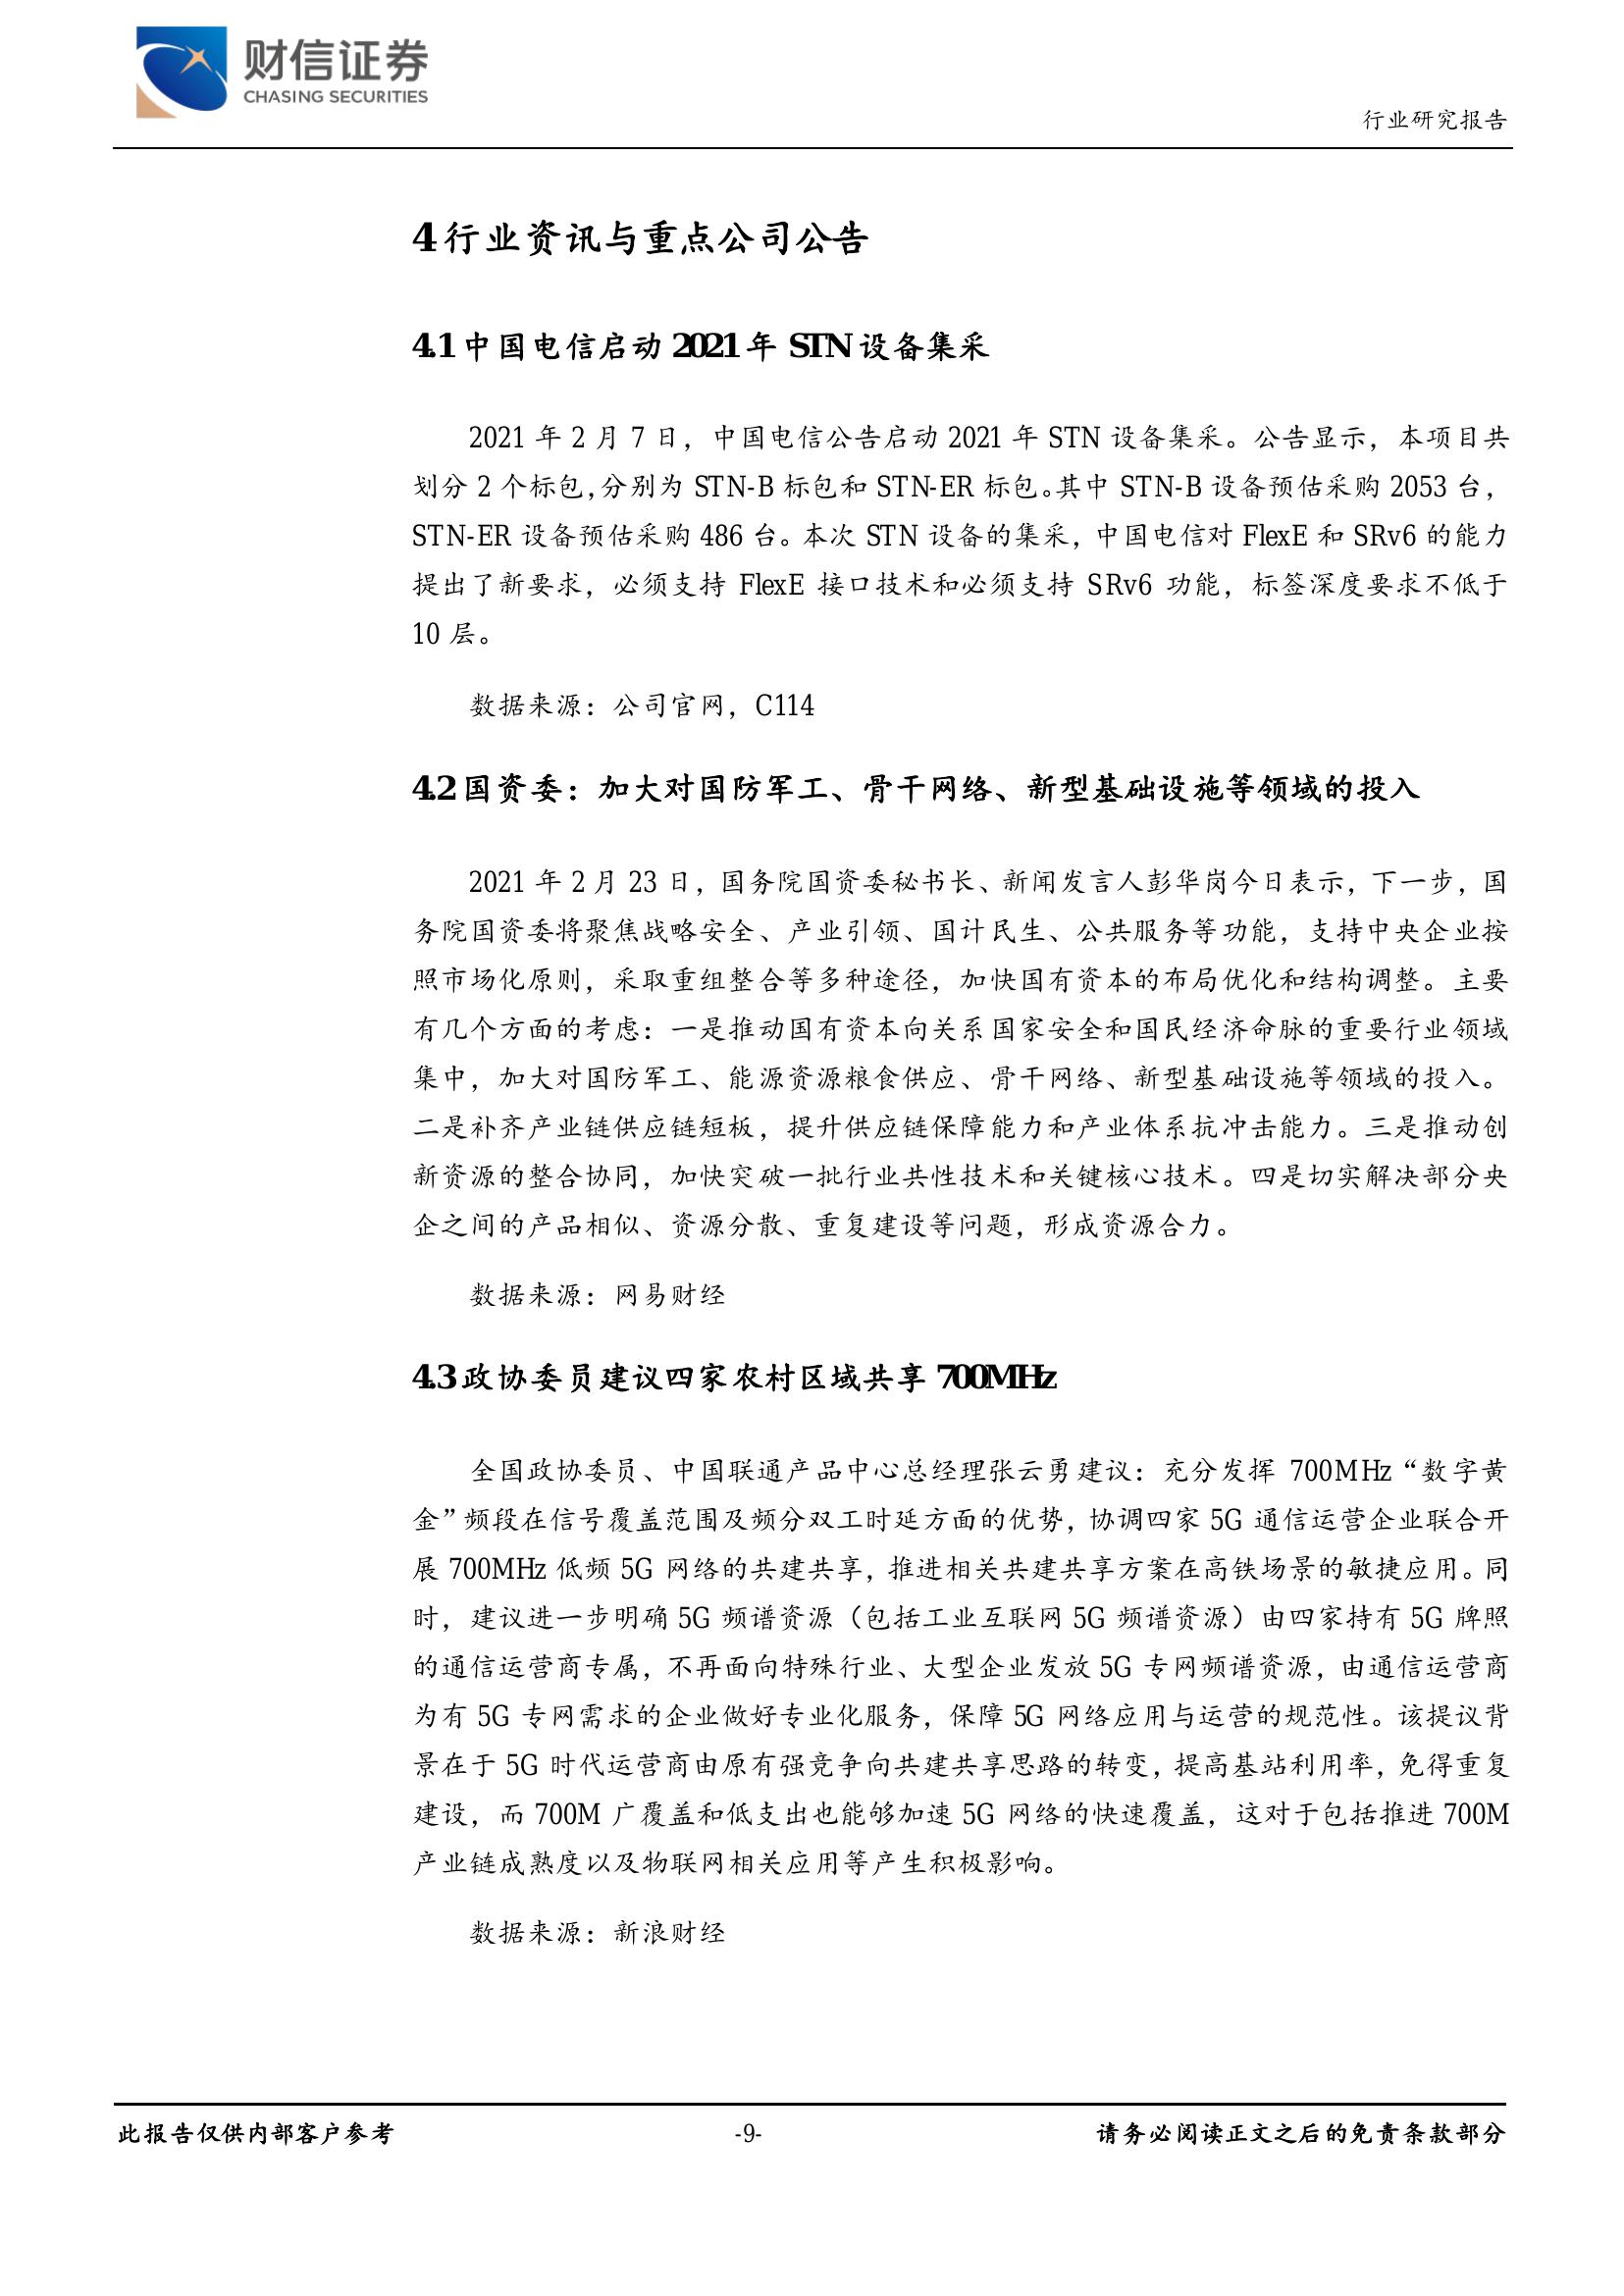 财信证券
CHASING SECURITIES
行业研究报告
4 行业资讯与重点公司公告
4.1 中国电信启动 2021 年 STN 设备集采
2021 年 2 月 7 日，中国电信公告启动 2021 年 STN 设备集采。公告显示，本项目共
划分 2 个标包，分别为 STN-B 标包和 STN-ER 标包。其中 STN-B 设备预估采购 2053 台，
STN-ER 设备预估采购 486 台。本次 STN 设备的集采，中国电信对 FlexE 和 SRv6 的能力
提出了新要求，必须支持 FlexE 接口技术和必须支持 SRv6 功能，标签深度要求不低于
10 层。
数据来源：公司官网，C114
4.2 国资委：加大对国防军工、骨干网络、新型基础设施等领域的投入
2021 年 2 月 23 日，国务院国资委秘书长、新闻发言人彭华岗今日表示，下一步，国
务院国资委将聚焦战略安全、产业引领、国计民生、公共服务等功能，支持中央企业按
照市场化原则，采取重组整合等多种途径，加快国有资本的布局优化和结构调整。主要
有几个方面的考虑：一是推动国有资本向关系国家安全和国民经济命脉的重要行业领域
集中，加大对国防军工、能源资源粮食供应、骨干网络、新型基础设施等领域的投入。
二是补齐产业链供应链短板，提升供应链保障能力和产业体系抗冲击能力。三是推动创
新资源的整合协同，加快突破一批行业共性技术和关键核心技术。四是切实解决部分央
企之间的产品相似、资源分散、重复建设等问题，形成资源合力。
数据来源：网易财经
4.3 政协委员建议四家农村区域共享 700MHz
全国政协委员、中国联通产品中心总经理张云勇建议：充分发挥 700MHz“数字黄
金”频段在信号覆盖范围及频分双工时延方面的优势，协调四家 5G 通信运营企业联合开
展 700MHz 低频 5G 网络的共建共享，推进相关共建共享方案在高铁场景的敏捷应用。同
时，建议进一步明确 5G 频谱资源（包括工业互联网 5G 频谱资源）由四家持有 5G 牌照
的通信运营商专属，不再面向特殊行业、大型企业发放 5G 专网频谱资源，由通信运营商
为有 5G 专网需求的企业做好专业化服务，保障 5G 网络应用与运营的规范性。该提议背
景在于 5G 时代运营商由原有强竞争向共建共享思路的转变，提高基站利用率，免得重复
建设，而 700M 广覆盖和低支出也能够加速 5G 网络的快速覆盖，这对于包括推进 700M
产业链成熟度以及物联网相关应用等产生积极影响。
数据来源：新浪财经
此报告仅供内部客户参考
-9-
请务必阅读正文之后的免责条款部分